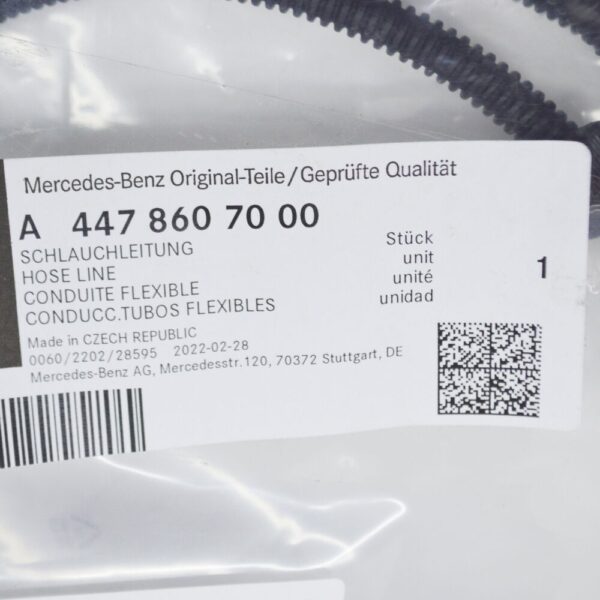 Mercedes-Benz Original-Teile/Geprüfte Qualität
A 447 860 70 00
SCHLAUCHLEITUNG
HOSE LINE
CONDUITE FLEXIBLE
CONDUCC.TUBOS FLEXIBLES
Stück
unit
unité
unidad
1
Made in CZECH REPUBLIC
0060/2202/28595 2022-02-28
Mercedes-Benz AG, Mercedesstr.120, 70372 Stuttgart, DE